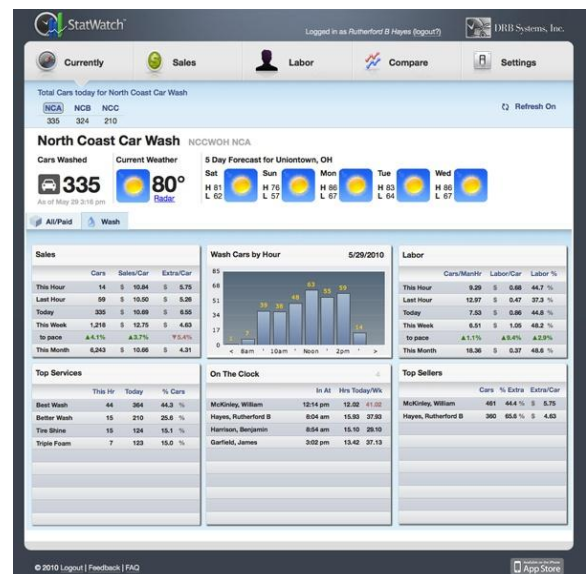 StatWatch
Logged in as Rutherford B Hayes (logout?)
DRB Systems, Inc.
Currently Sales Labor Compare Settings
Total Cars today for North Coast Car Wash
NCA NCB NCC
335 324 210
Refresh On
North Coast Car Wash NCCWOH NCA
Cars Washed Current Weather 5 Day Forecast for Uniontown, OH
335 80°
Radar
As of May 29 3:16 pm
Sat Sun Mon Tue Wed
H 81 H 76 H 86 H 83 H 86
L 62 L 57 L 67 L 64 L 67
All/Paid Wash
Sales
Cars Sales/Car Extra/Car
This Hour 14 $ 10.84 $ 5.75
Last Hour 59 $ 10.50 $ 5.26
Today 335 $ 10.69 $ 6.55
This Week 1,218 $ 12.75 $ 4.63
to pace ▲4.1% ▲3.7% ▼5.4%
This Month 6,243 $ 10.66 $ 4.31
Wash Cars by Hour 5/29/2010
85
68
51
34
17
0
1 7 39 38 48 63 55 59 14
< 8am ' 10am ' Noon ' 2pm ' >
Labor
Cars/ManHr Labor/Car Labor %
This Hour 9.29 $ 0.68 44.7 %
Last Hour 12.97 $ 0.47 37.3 %
Today 7.53 $ 0.86 44.8 %
This Week 6.51 $ 1.05 48.2 %
to pace ▲1.1% ▲9.4% ▲2.9%
This Month 16.36 $ 0.37 48.6 %
Top Services
This Hr Today % Cars
Best Wash 44 364 44.3 %
Better Wash 15 210 25.6 %
Tire Shine 15 124 15.1 %
Triple Foam 7 123 15.0 %
On The Clock 4
In At Hrs Today/Wk
McKinley, William 12:14 pm 12.02 41.02
Hayes, Rutherford B 8:04 am 15.93 37.93
Harrison, Benjamin 8:54 am 15.10 29.10
Garfield, James 3:02 pm 13.42 37.13
Top Sellers
Cars % Extra Extra/Car
McKinley, William 461 44.4 % $ 5.75
Hayes, Rutherford B 360 65.6 % $ 4.63
© 2010 Logout | Feedback | FAQ
Available on the iPhone
App Store